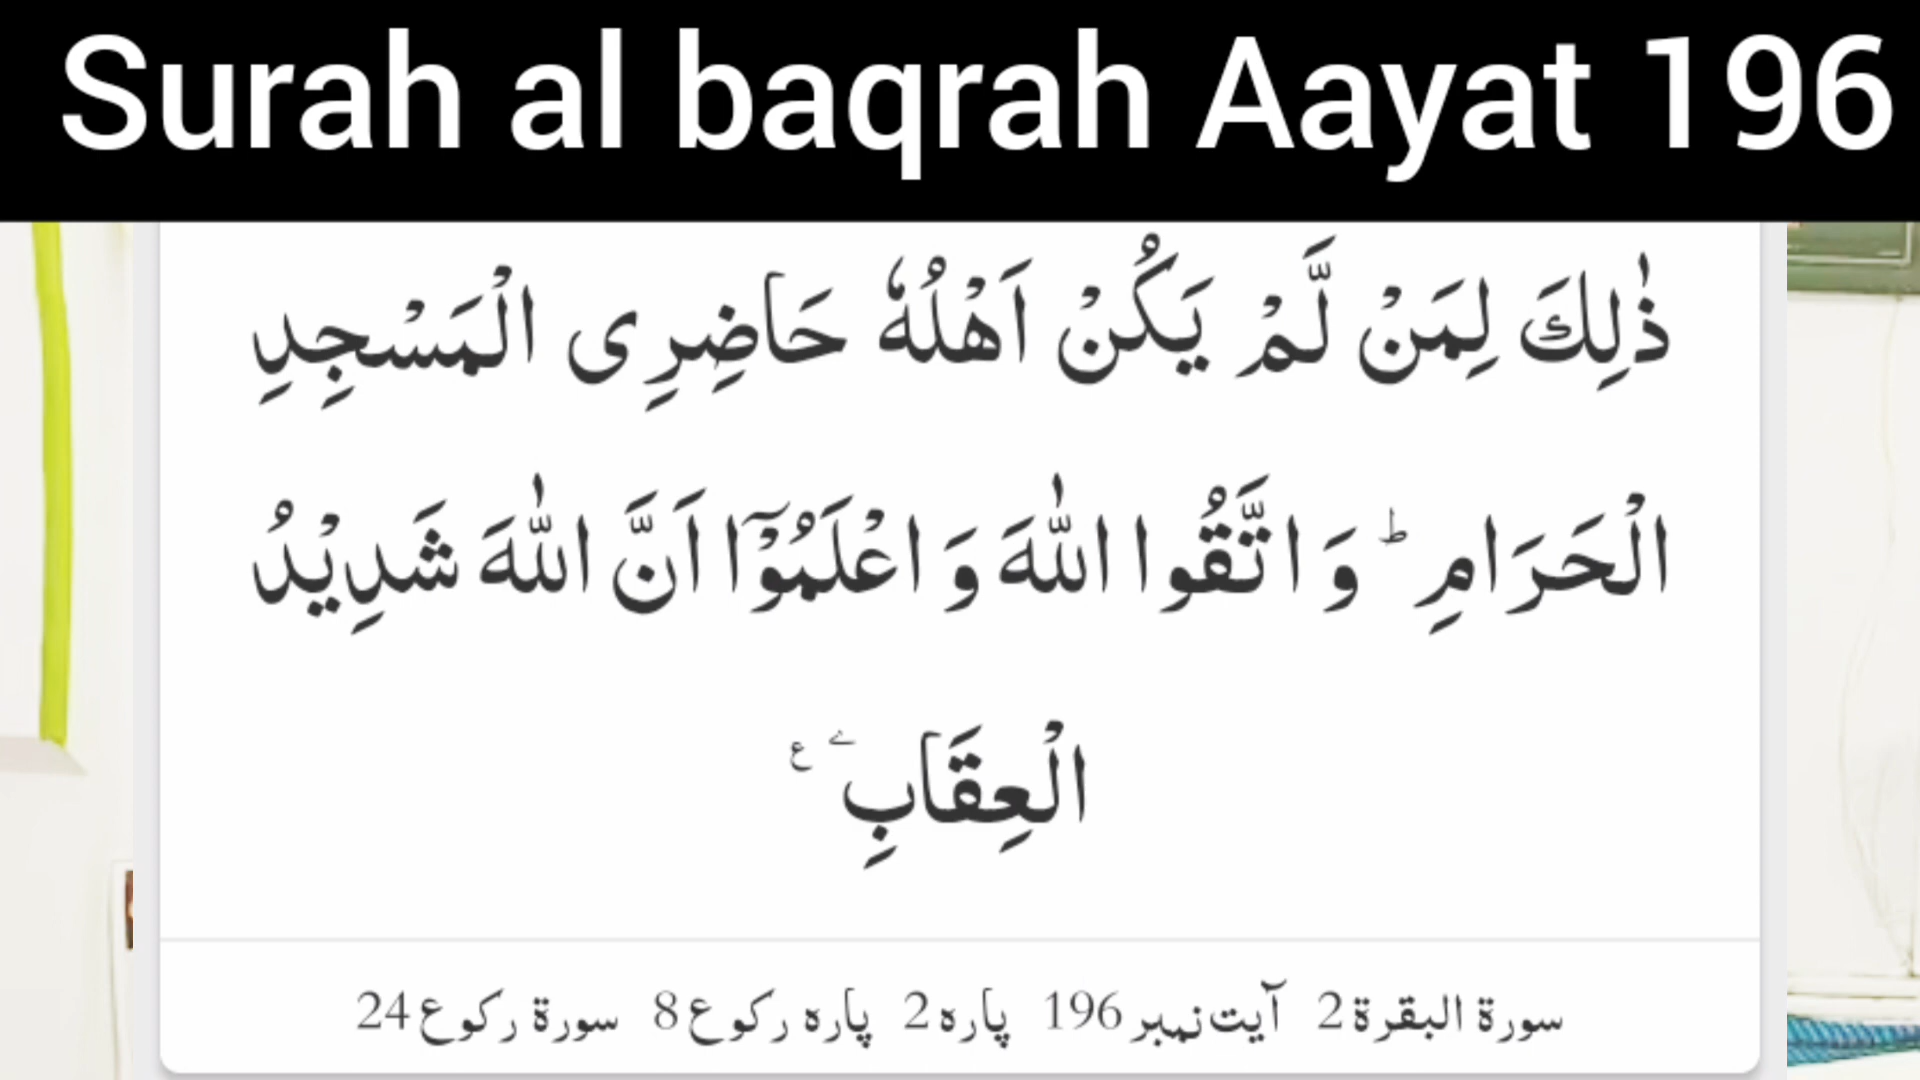 Surah al baqrah Aayat 196
ذٰلِكَ لِمَنْ لَّمْ يَكُنْ اَهْلُهٗ حَاضِرِی الْمَسْجِدِ
الْحَرَامِ ؕ وَ اتَّقُوا اللّٰهَ وَ اعْلَمُوْۤا اَنَّ اللّٰهَ شَدِیْدُ
الْعِقَابِ ۠ ع
سورۃ البقرۃ 2 آیت نمبر 196 پارہ 2 پارہ رکوع 8 سورۃ رکوع 24